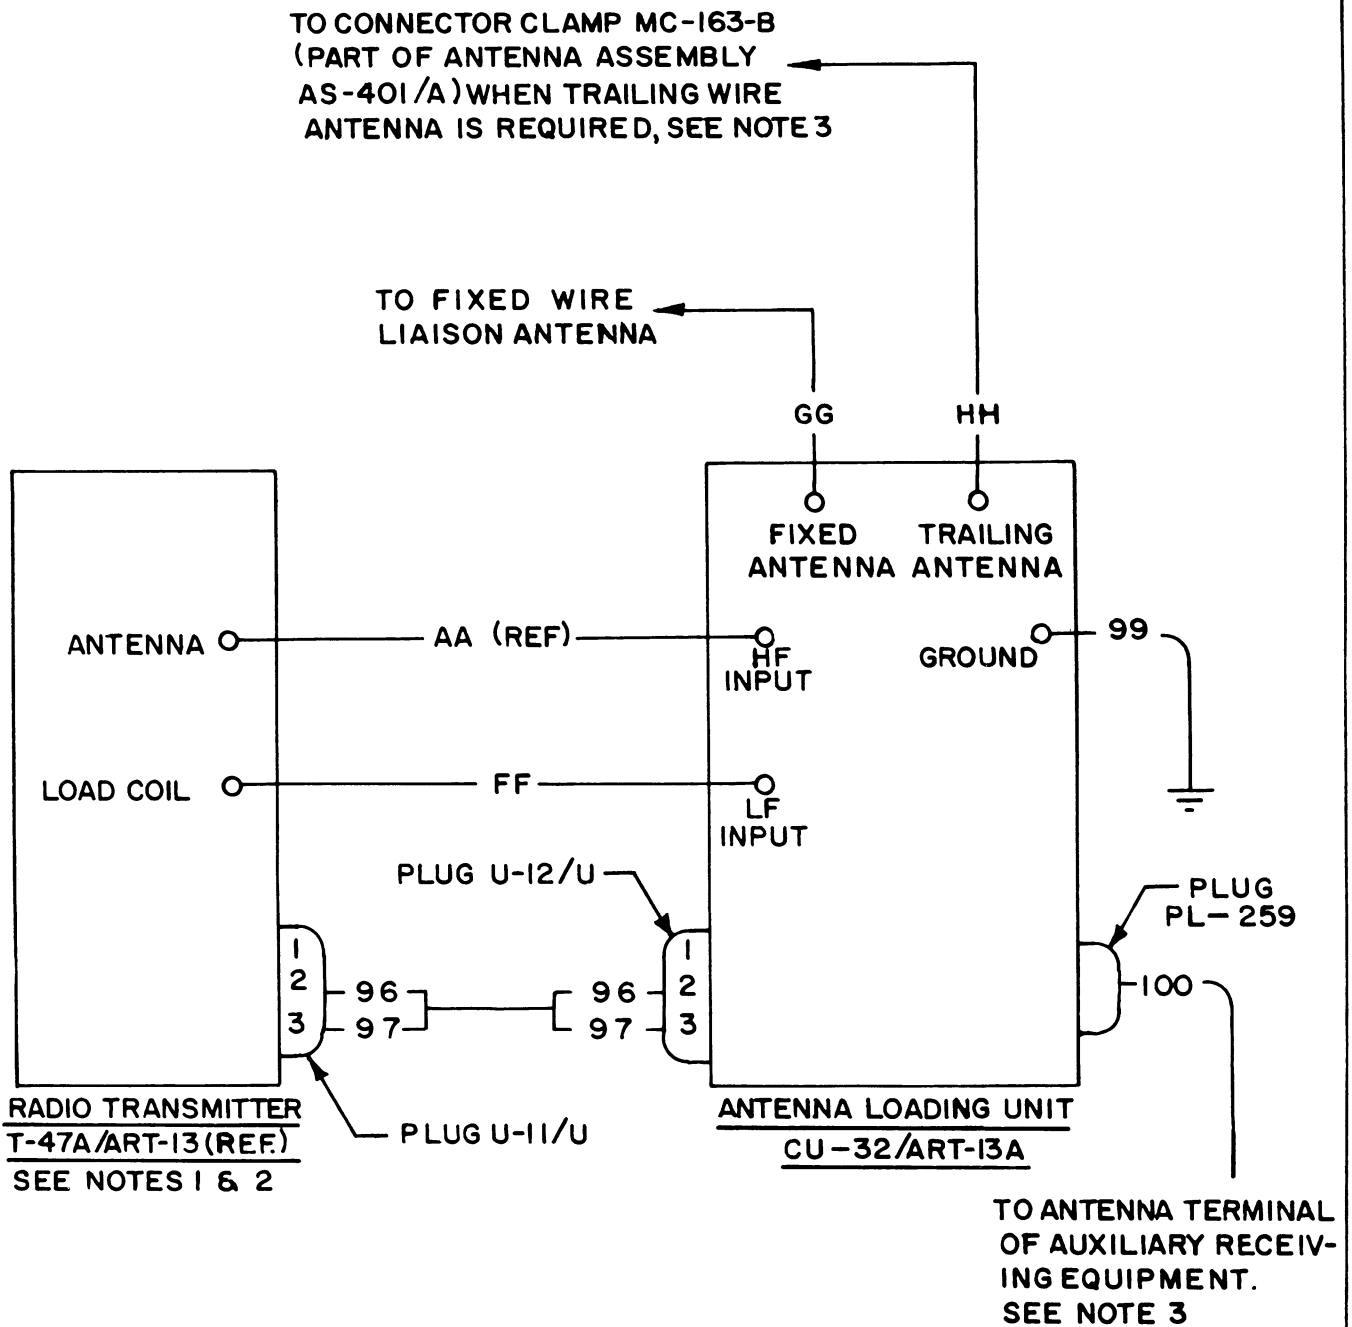 TO CONNECTOR CLAMP MC-163-B
(PART OF ANTENNA ASSEMBLY
AS-401/A) WHEN TRAILING WIRE
ANTENNA IS REQUIRED, SEE NOTE 3
TO FIXED WIRE
LIAISON ANTENNA
GG
HH
FIXED
ANTENNA
TRAILING
ANTENNA
ANTENNA
AA (REF)
HF
INPUT
GROUND
99
LOAD COIL
FF
LF
INPUT
PLUG U-12/U
PLUG
PL-259
1
2
3
96
97
96
97
1
2
3
100
RADIO TRANSMITTER
T-47A/ART-13(REF.)
SEE NOTES 1 & 2
PLUG U-11/U
ANTENNA LOADING UNIT
CU-32/ART-13A
TO ANTENNA TERMINAL
OF AUXILIARY RECEIV-
ING EQUIPMENT.
SEE NOTE 3